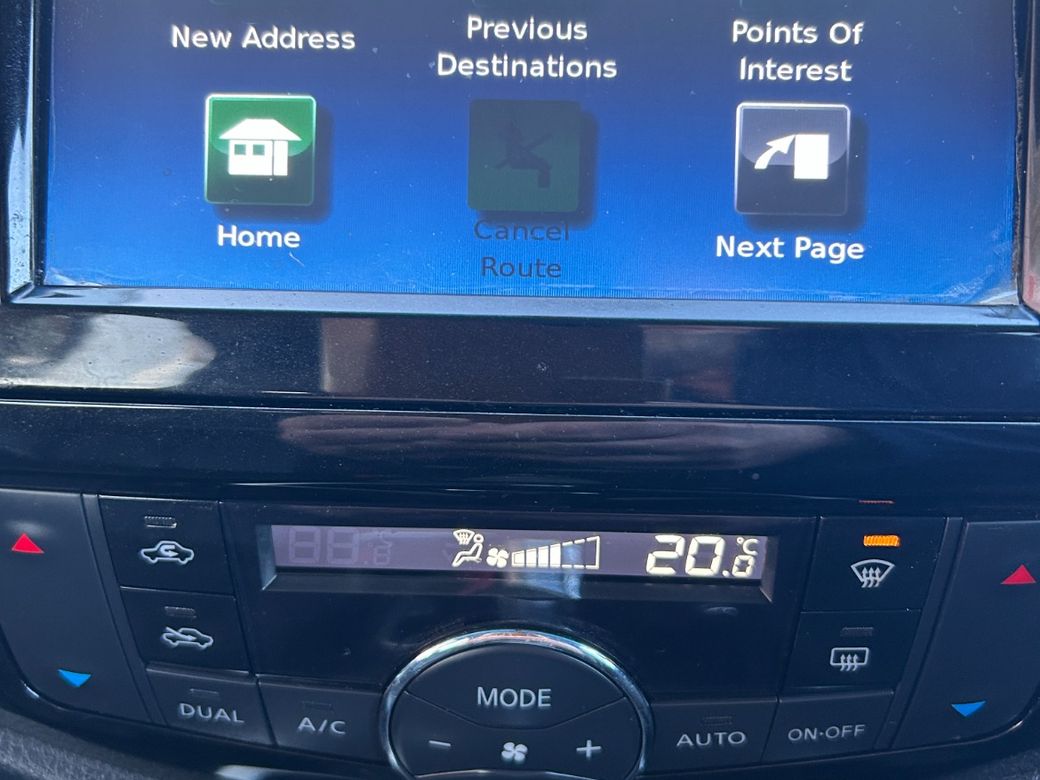 New Address
Previous
Destinations
Points Of
Interest
Home
Cancel
Route
Next Page
20.0 °C
DUAL
A/C
MODE
AUTO
ON·OFF
− +